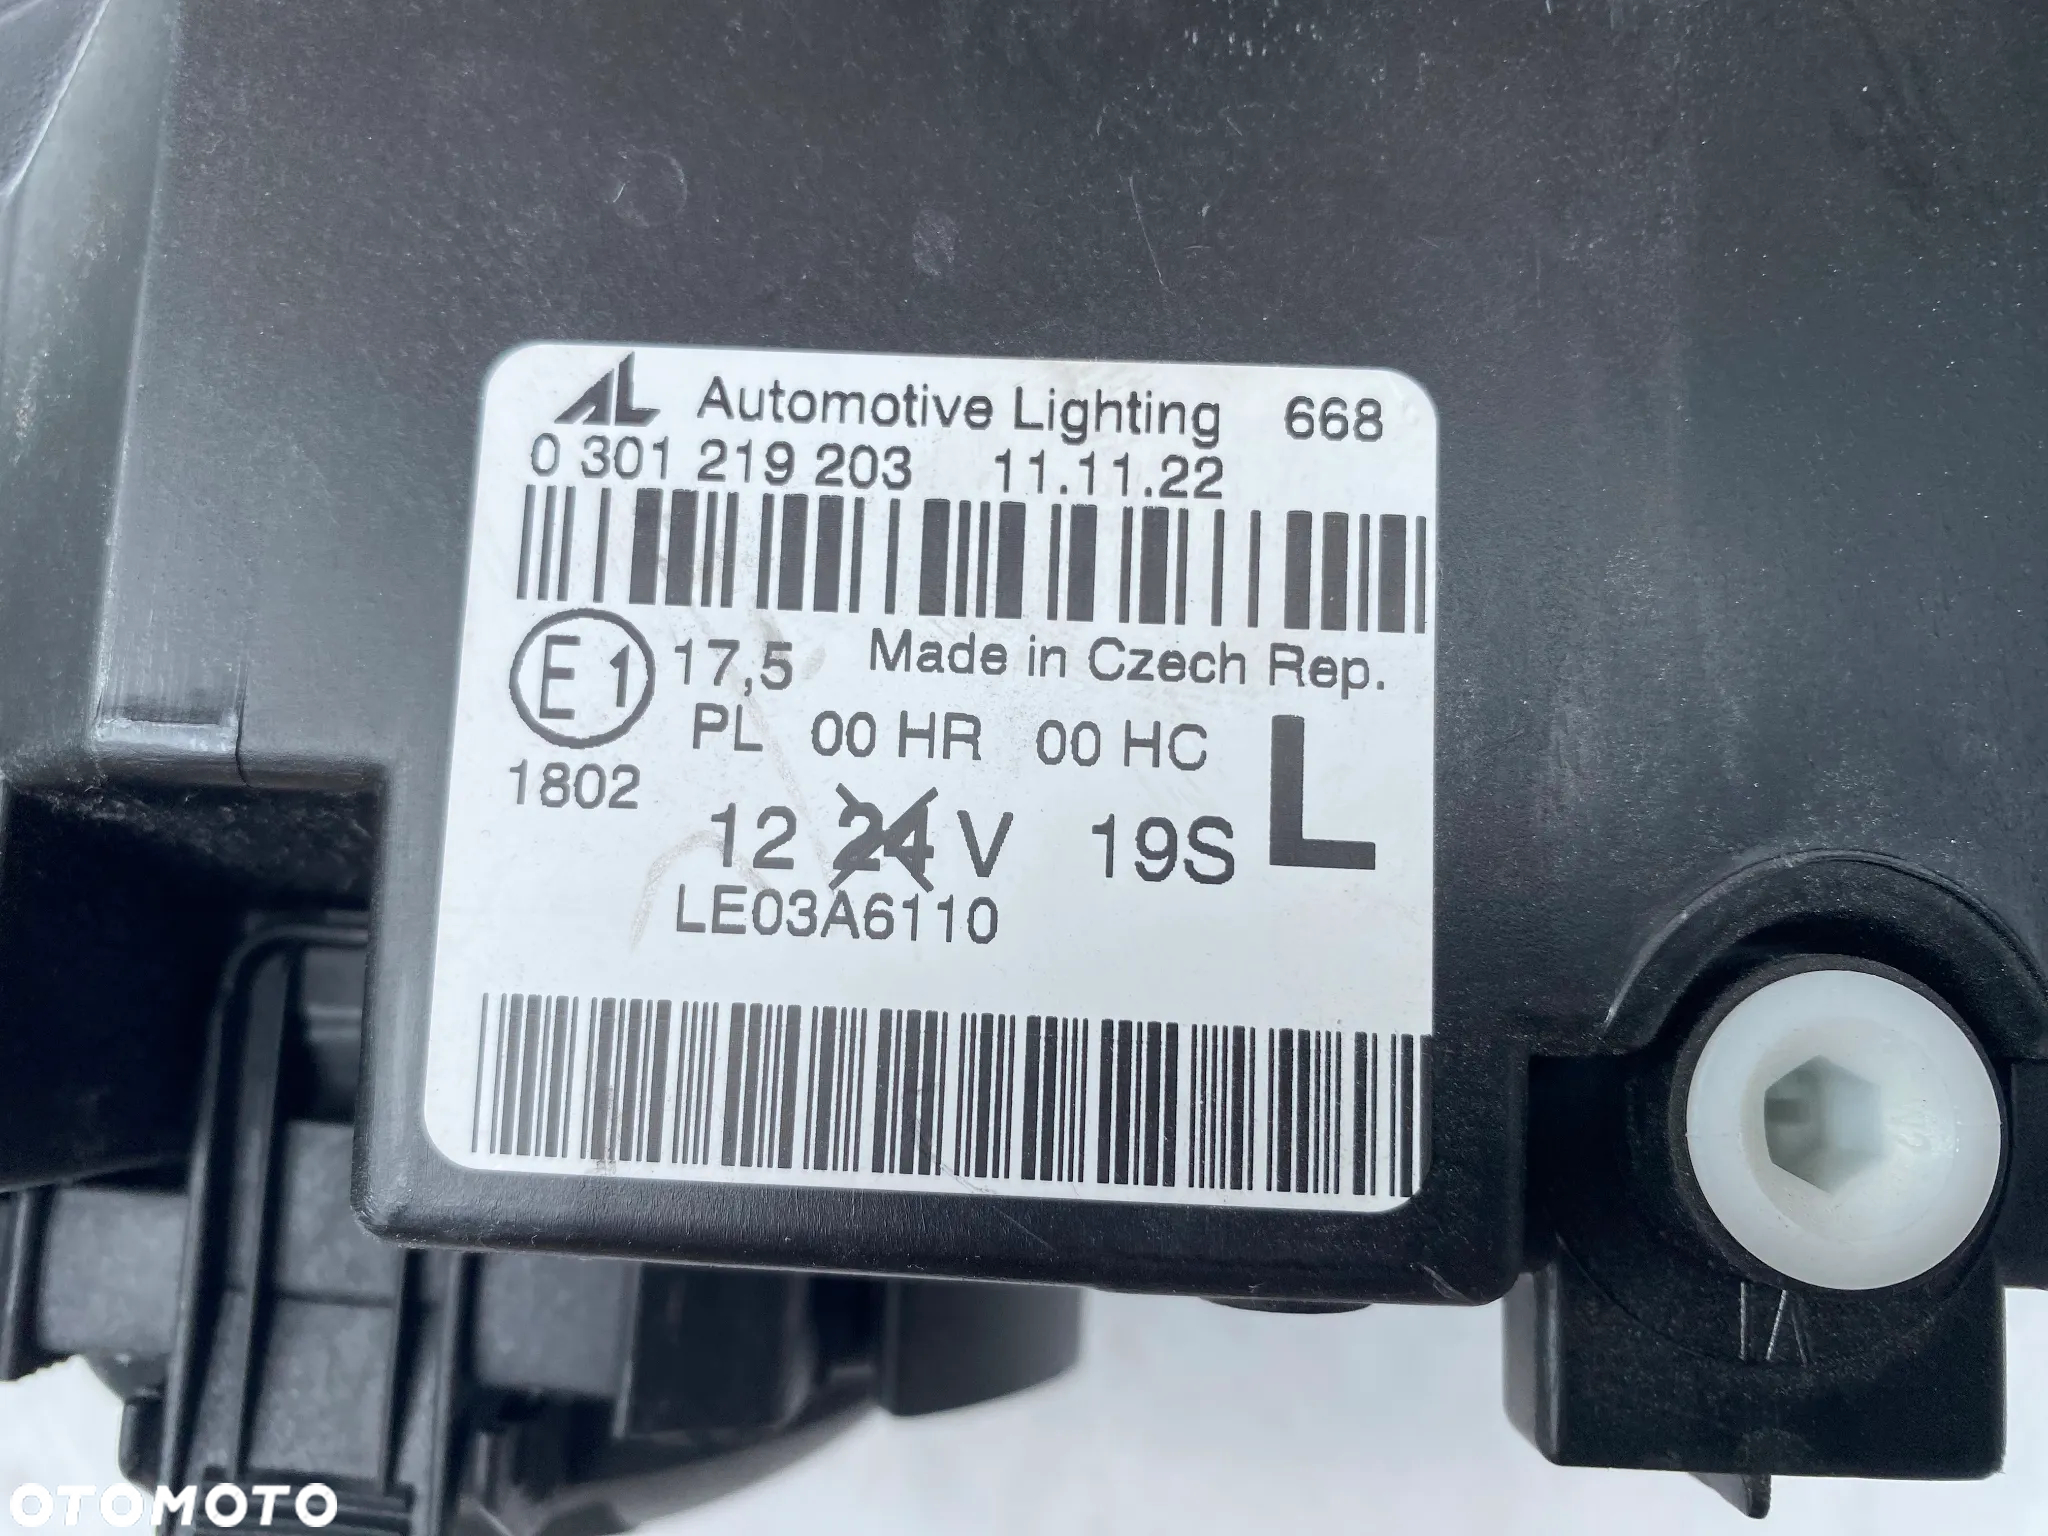 AL Automotive Lighting 668
0 301 219 203 11.11.22
E1 17,5 Made in Czech Rep.
PL 00 HR 00 HC L
1802
12 24 V 19S
LE03A6110
OTOMOTO